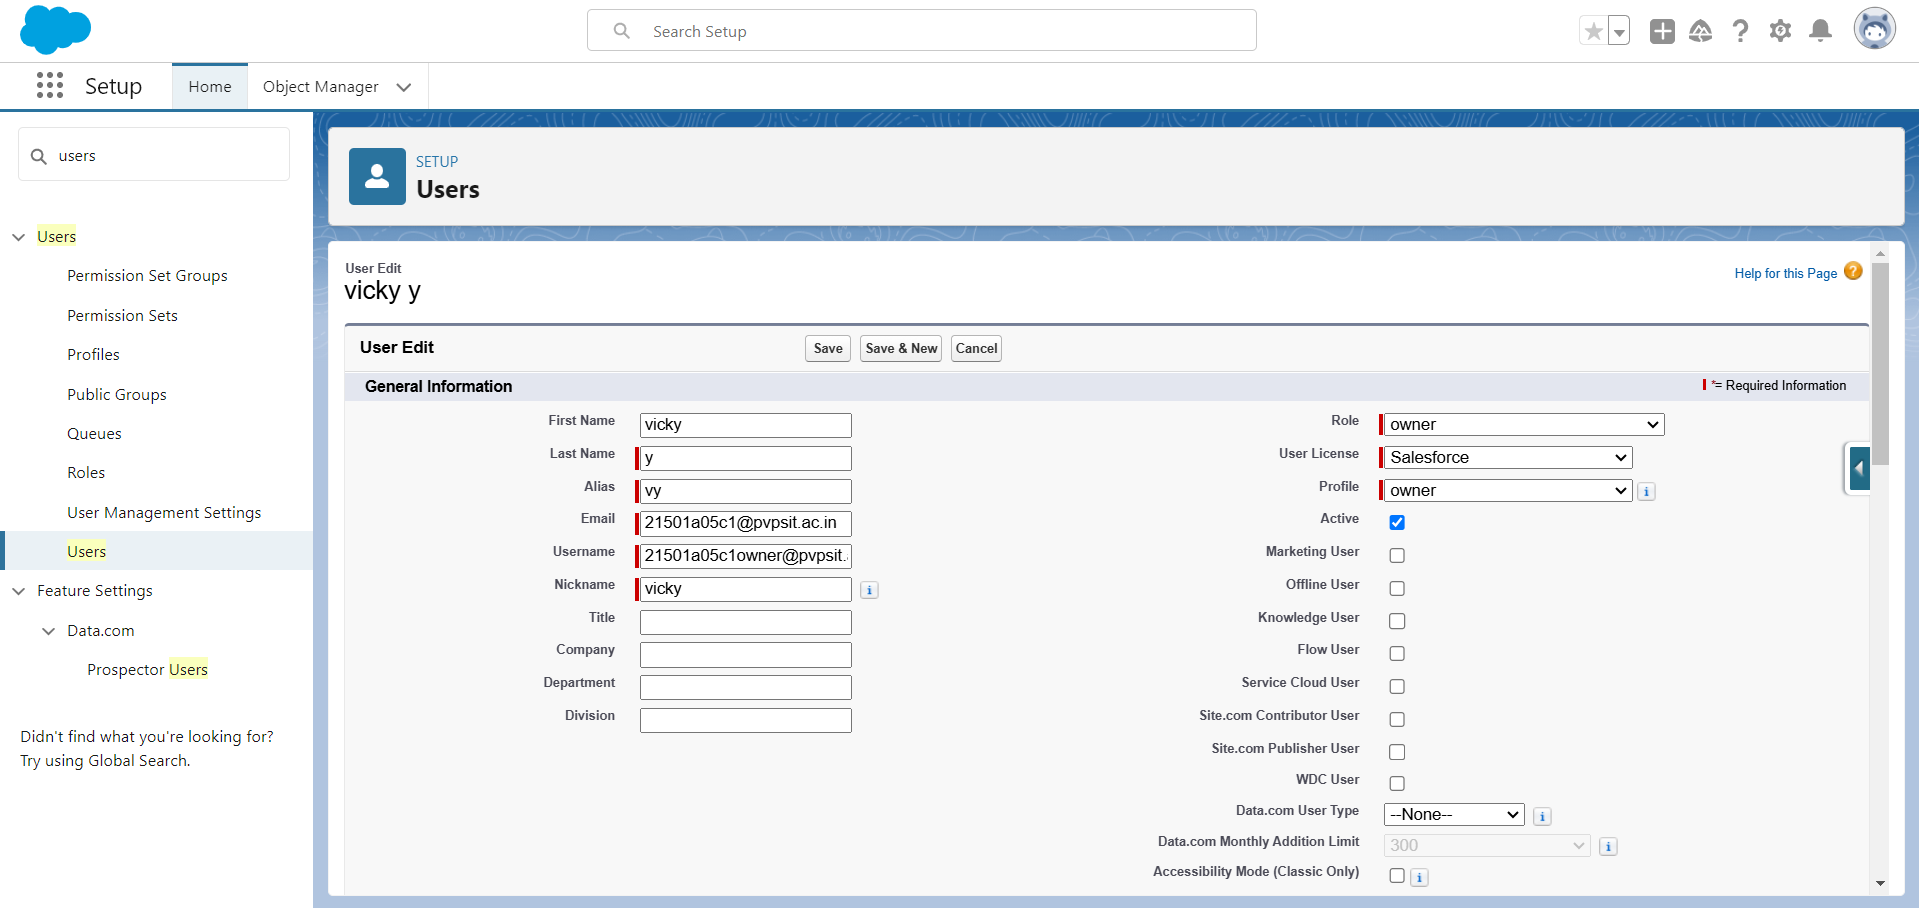 Search Setup
Setup
Home
Object Manager
users
Users
Permission Set Groups
Permission Sets
Profiles
Public Groups
Queues
Roles
User Management Settings
Users
Feature Settings
Data.com
Prospector Users
Didn't find what you're looking for?
Try using Global Search.
SETUP
Users
User Edit
vicky y
Help for this Page
User Edit
Save
Save & New
Cancel
General Information
*= Required Information
First Name vicky
Last Name y
Alias vy
Email 21501a05c1@pvpsit.ac.in
Username 21501a05c1owner@pvpsit.
Nickname vicky
Title
Company
Department
Division
Role owner
User License Salesforce
Profile owner
Active
Marketing User
Offline User
Knowledge User
Flow User
Service Cloud User
Site.com Contributor User
Site.com Publisher User
WDC User
Data.com User Type --None--
Data.com Monthly Addition Limit 300
Accessibility Mode (Classic Only)